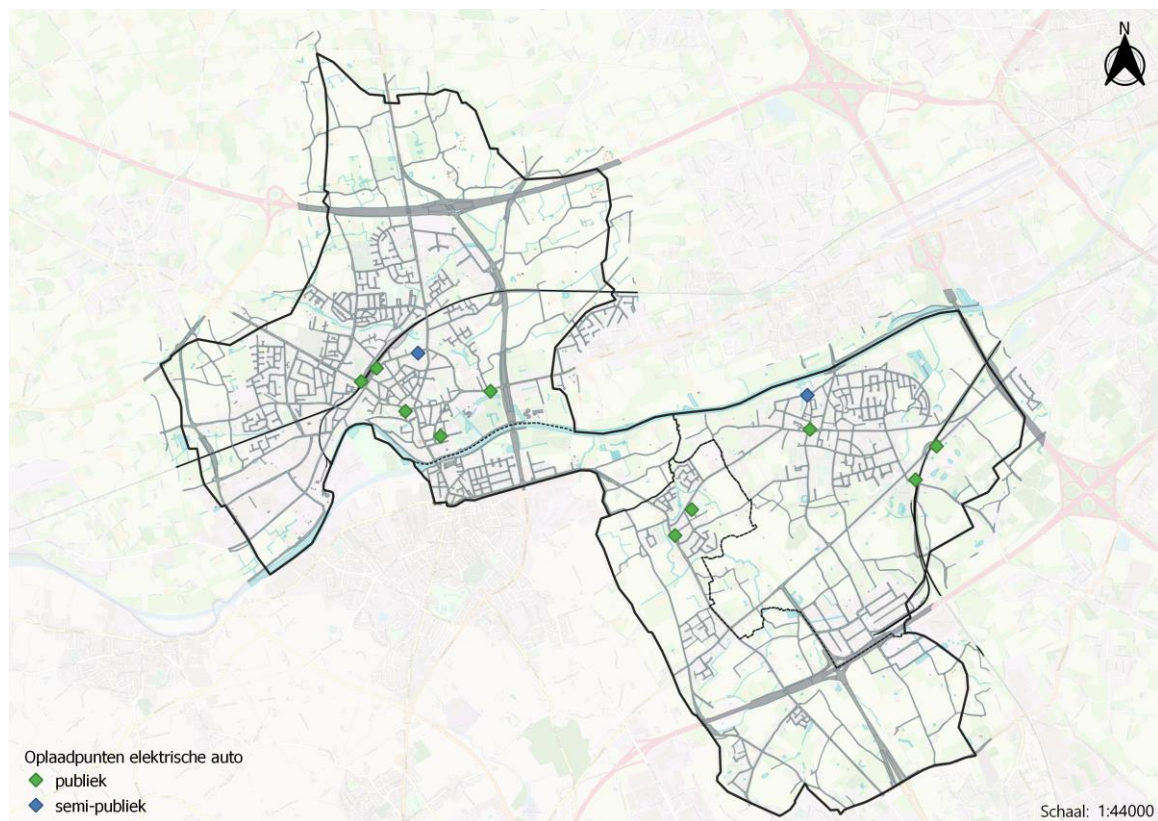 N
Oplaadpunten elektrische auto
publiek
semi-publiek
Schaal: 1:44000